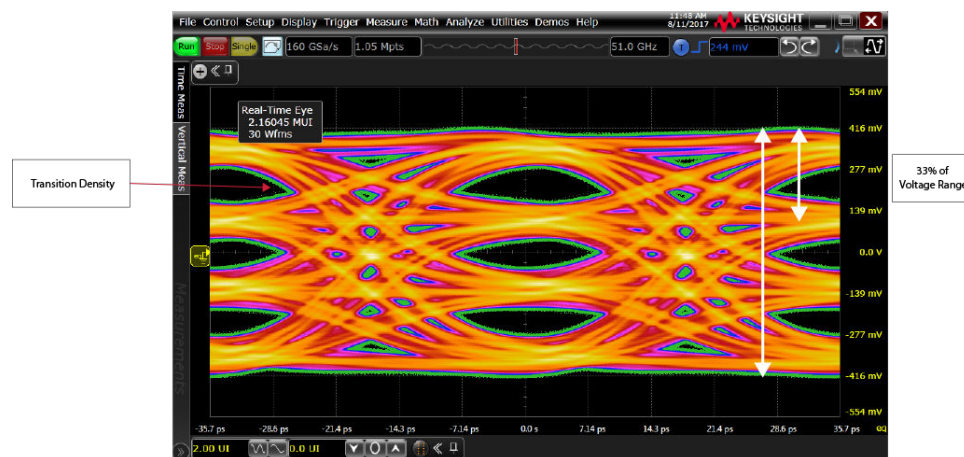 File Control Setup Display Trigger Measure Math Analyze Utilities Demos Help
11:43 AM
8/11/2017
KEYSIGHT
TECHNOLOGIES
Run Stop Single 160 GSa/s 1.05 Mpts 51.0 GHz T 244 mV
Time Meas
Vertical Meas
Measurements
Real-Time Eye
2.16045 MUI
30 Wfms
Transition Density
33% of
Voltage Range
554 mV
416 mV
277 mV
139 mV
0.0 V
-139 mV
-277 mV
-416 mV
-554 mV
-35.7 ps -28.6 ps -21.4 ps -14.3 ps -7.14 ps 0.0 s 7.14 ps 14.3 ps 21.4 ps 28.6 ps 35.7 ps
2.00 UI 0.0 UI